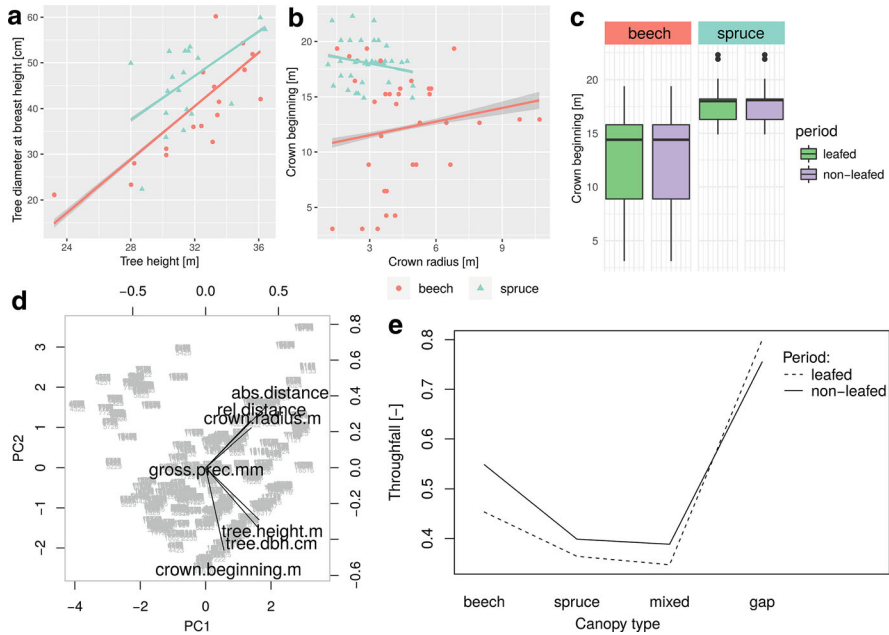 a
Tree diameter at breast height [cm]
60
50
40
30
20
24 28 32 36
Tree height [m]
b
Crown beginning [m]
20
15
10
5
3 6 9
Crown radius [m]
beech spruce
c
beech spruce
Crown beginning [m]
20
15
5
period
leafed
non-leafed
d
−0.5 0.0 0.5
PC2
3
2
1
0
−1
−2
0.8
0.6
0.4
0.2
0.0
−0.2
−0.4
−0.6
abs.distance
rel.distance
crown.radius.m
gross.prec.mm
tree.height.m
tree.dbh.cm
crown.beginning.m
−4 −2 0 2
PC1
e
Throughfall [−]
0.8
0.7
0.6
0.5
0.4
Period:
leafed
non−leafed
beech spruce mixed gap
Canopy type